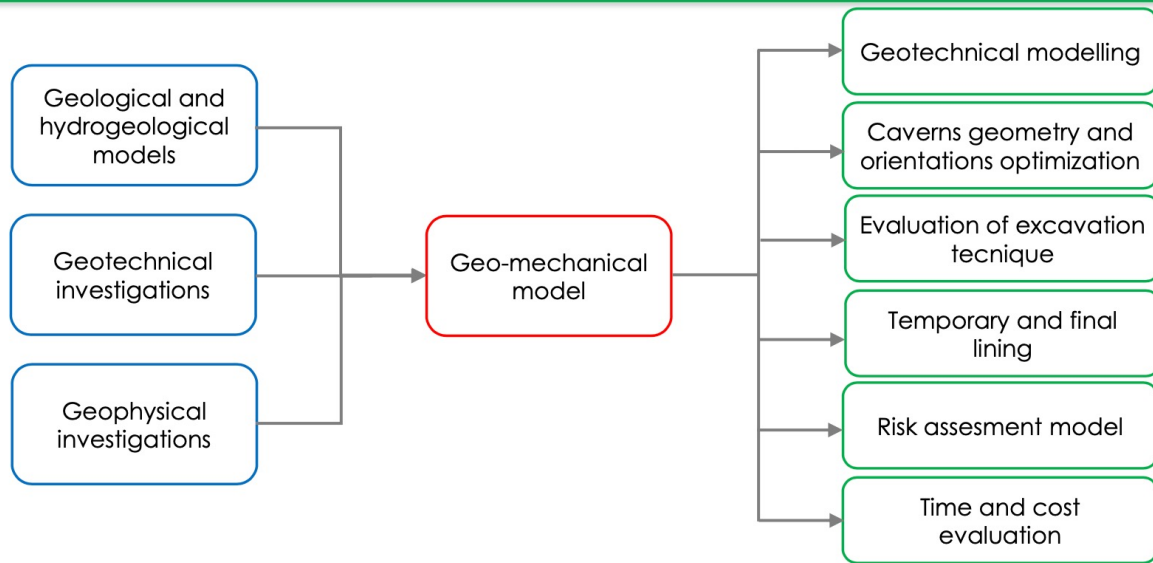 Geological and
hydrogeological
models
Geotechnical
investigations
Geophysical
investigations
Geo-mechanical
model
Geotechnical modelling
Caverns geometry and
orientations optimization
Evaluation of excavation
tecnique
Temporary and final
lining
Risk assesment model
Time and cost
evaluation